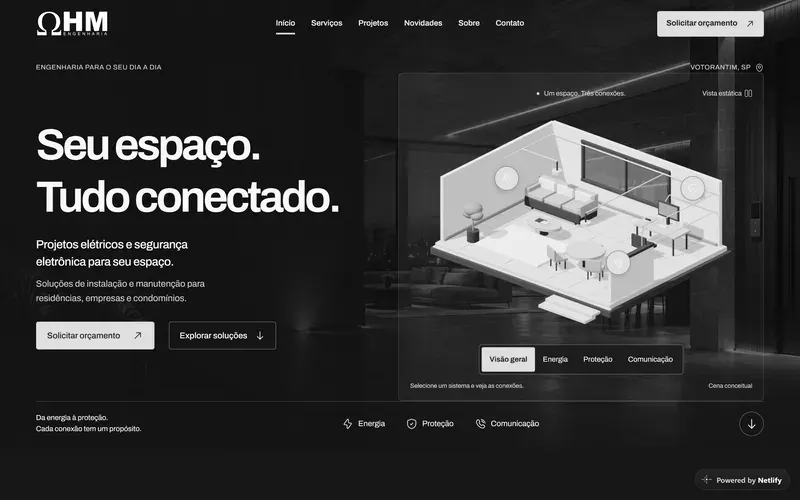 ΩHM
ENGENHARIA
Início
Serviços
Projetos
Novidades
Sobre
Contato
Solicitar orçamento
ENGENHARIA PARA O SEU DIA A DIA
VOTORANTIM, SP
Um espaço. Três conexões.
Vista estática
Seu espaço.
Tudo conectado.
Projetos elétricos e segurança
eletrônica para seu espaço.
Soluções de instalação e manutenção para
residências, empresas e condomínios.
Solicitar orçamento
Explorar soluções
Visão geral
Energia
Proteção
Comunicação
Selecione um sistema e veja as conexões.
Cena conceitual
Da energia à proteção.
Cada conexão tem um propósito.
Energia
Proteção
Comunicação
Powered by Netlify